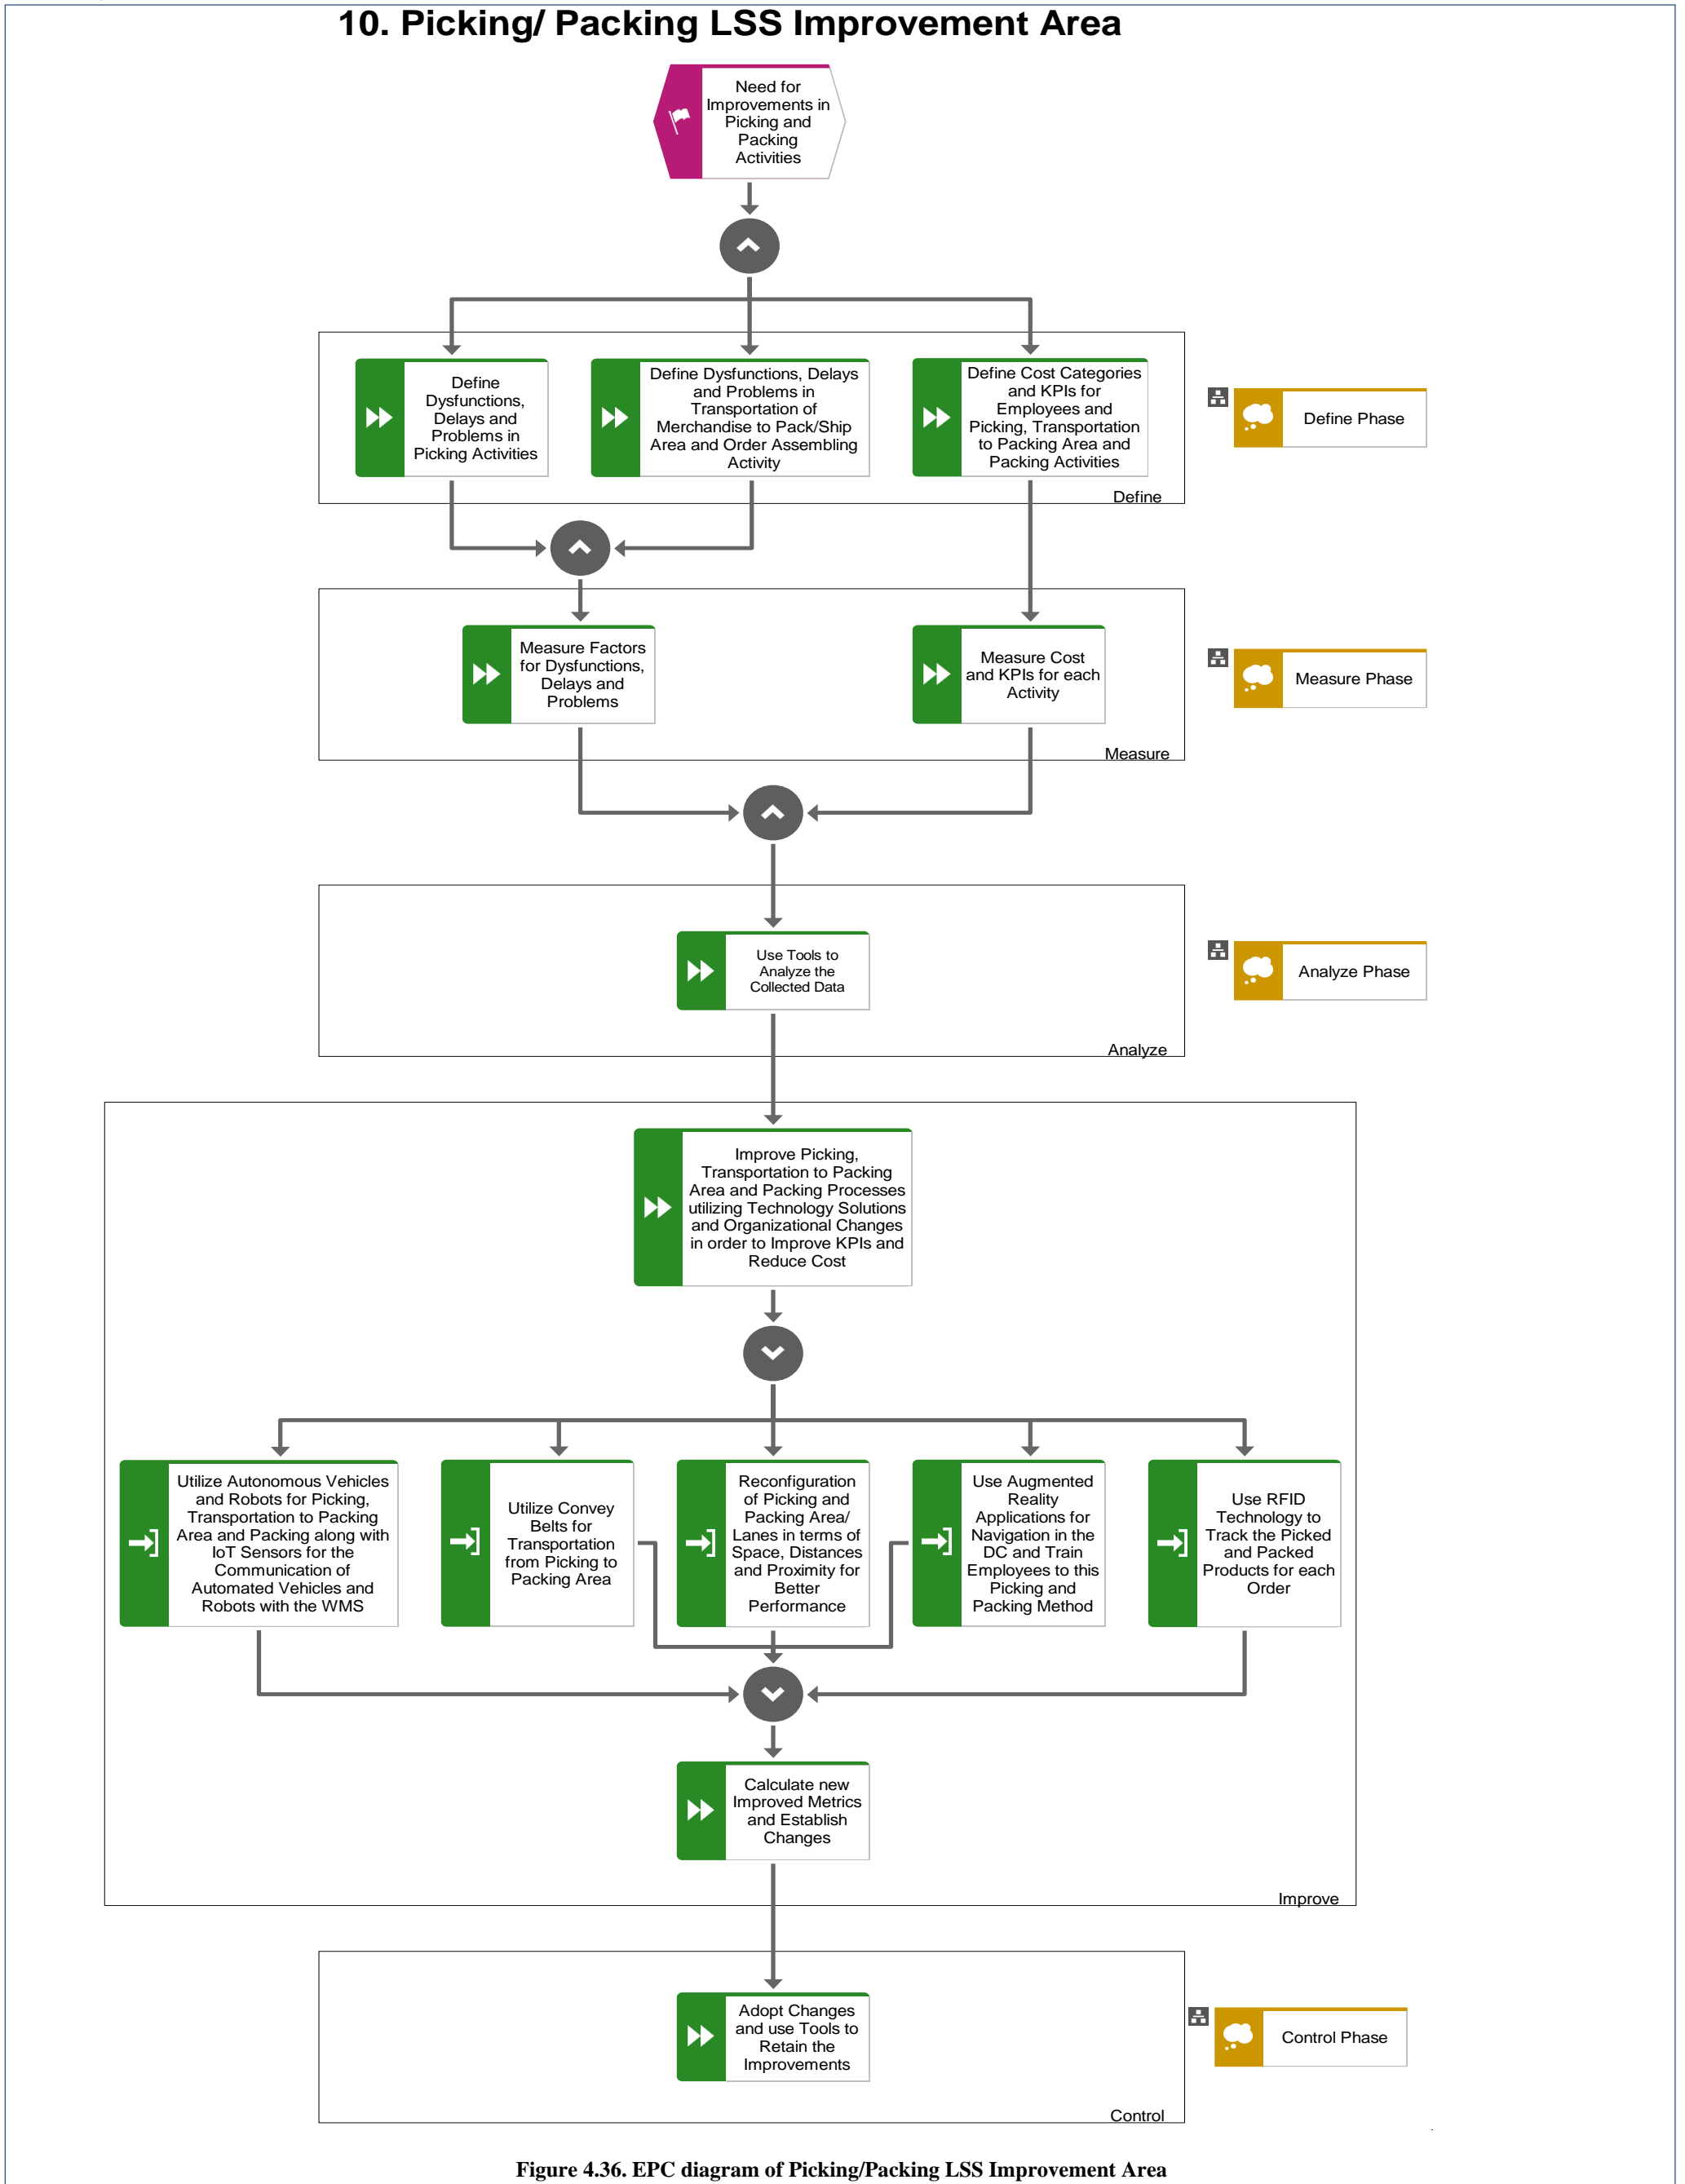 10. Picking/ Packing LSS Improvement Area
Need for
Improvements in
Picking and
Packing
Activities
Define
Dysfunctions,
Delays and
Problems in
Picking Activities
Define Dysfunctions, Delays
and Problems in
Transportation of
Merchandise to Pack/Ship
Area and Order Assembling
Activity
Define Cost Categories
and KPIs for
Employees and
Picking, Transportation
to Packing Area and
Packing Activities
Define Phase
Define
Measure Factors
for Dysfunctions,
Delays and
Problems
Measure Cost
and KPIs for each
Activity
Measure Phase
Measure
Use Tools to
Analyze the
Collected Data
Analyze Phase
Analyze
Improve Picking,
Transportation to Packing
Area and Packing Processes
utilizing Technology Solutions
and Organizational Changes
in order to Improve KPIs and
Reduce Cost
Utilize Autonomous Vehicles
and Robots for Picking,
Transportation to Packing
Area and Packing along with
IoT Sensors for the
Communication of
Automated Vehicles and
Robots with the WMS
Utilize Convey
Belts for
Transportation
from Picking to
Packing Area
Reconfiguration
of Picking and
Packing Area/
Lanes in terms of
Space, Distances
and Proximity for
Better
Performance
Use Augmented
Reality
Applications for
Navigation in the
DC and Train
Employees to this
Picking and
Packing Method
Use RFID
Technology to
Track the Picked
and Packed
Products for each
Order
Calculate new
Improved Metrics
and Establish
Changes
Improve
Adopt Changes
and use Tools to
Retain the
Improvements
Control Phase
Control
Figure 4.36. EPC diagram of Picking/Packing LSS Improvement Area